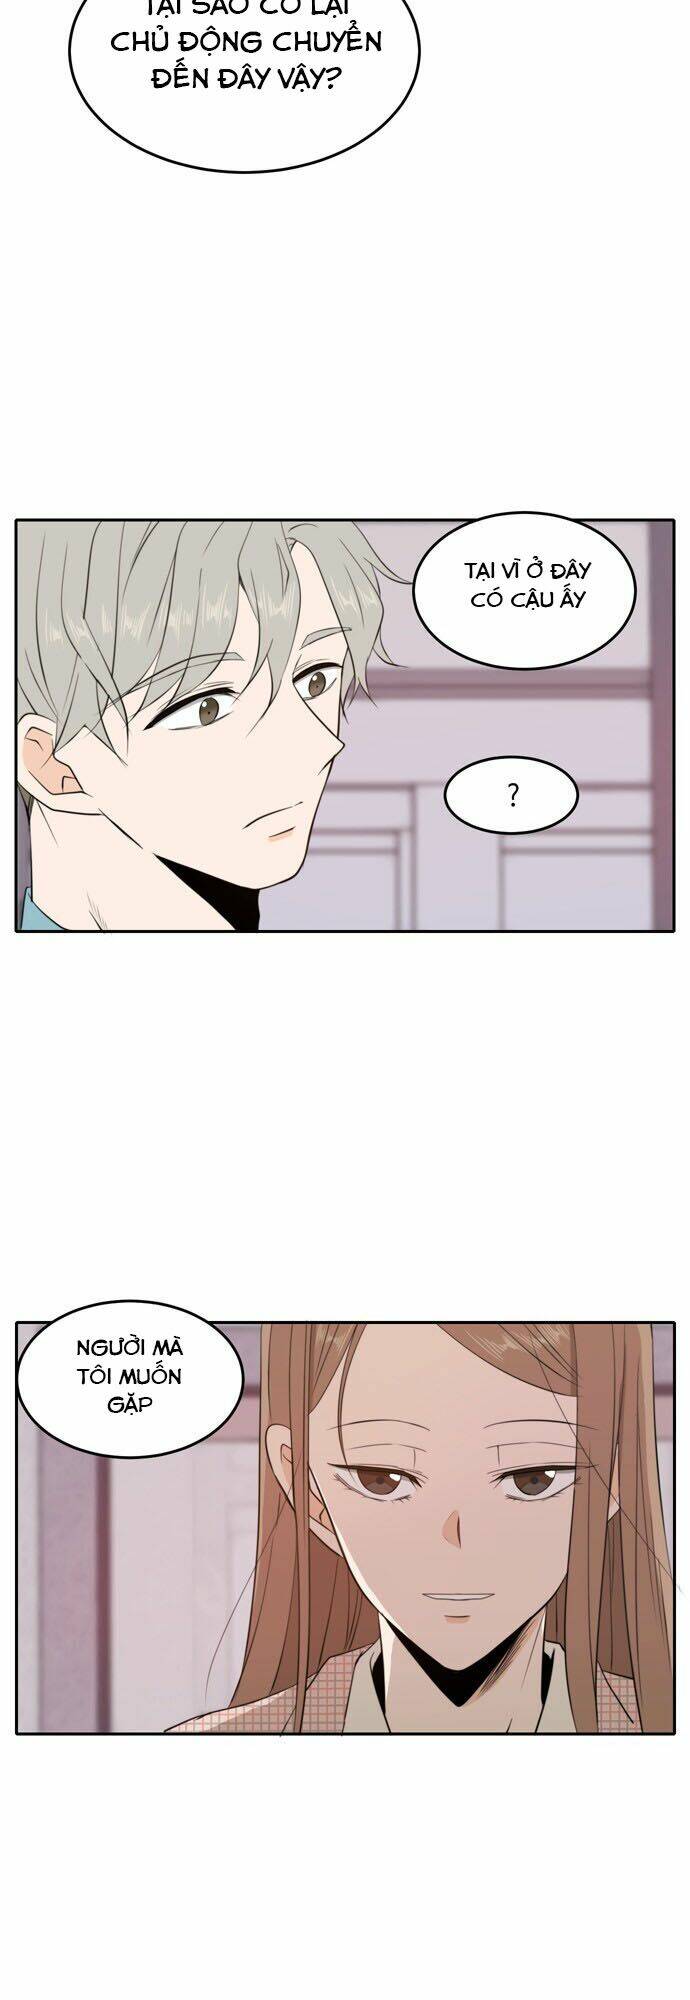 TẠI SAO CÔ LẠI
CHỦ ĐỘNG CHUYỂN
ĐẾN ĐÂY VẬY?
TẠI VÌ Ở ĐÂY
CÓ CẬU ẤY
?
NGƯỜI MÀ
TÔI MUỐN
GẶP